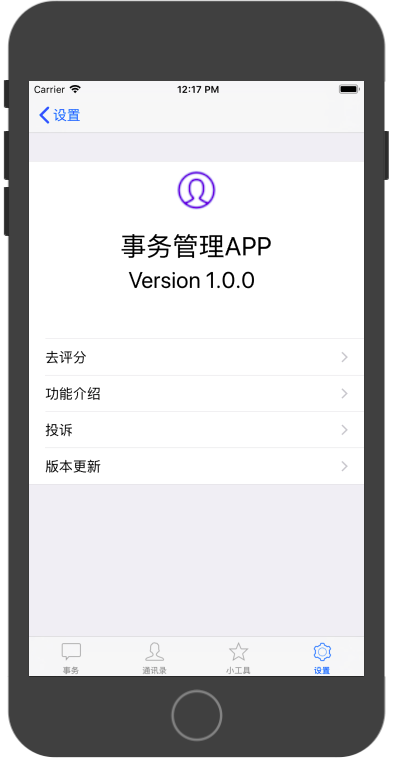 Carrier 12:17 PM
设置
事务管理APP
Version 1.0.0
去评分
功能介绍
投诉
版本更新
事务 通讯录 小工具 设置